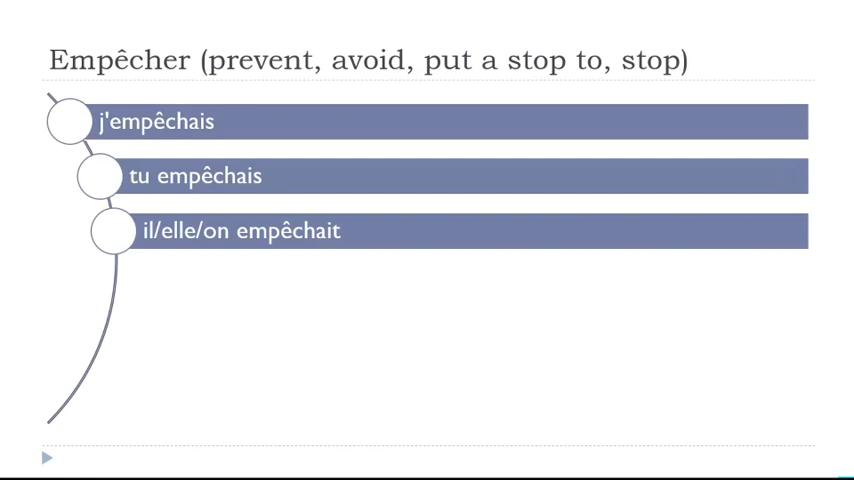 Empêcher (prevent, avoid, put a stop to, stop)
j'empêchais
tu empêchais
il/elle/on empêchait